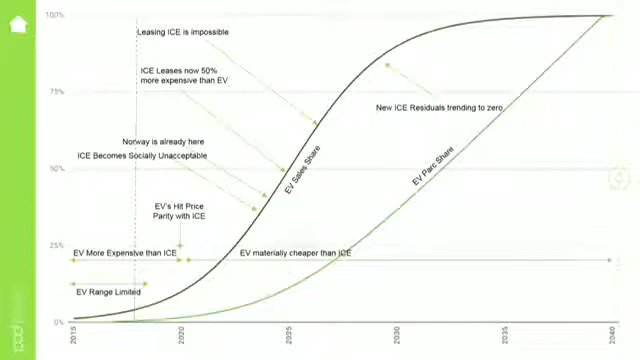 100%
Leasing ICE is impossible
ICE Leases now 50%
more expensive than EV
75%
New ICE Residuals trending to zero
Norway is already here
ICE Becomes Socially Unacceptable
50%
EV Sales Share
EV Parc Share
EV's Hit Price
Parity with ICE
25%
EV More Expensive than ICE
EV materially cheaper than ICE
EV Range Limited
0%
2015
2020
2025
2030
2035
2040